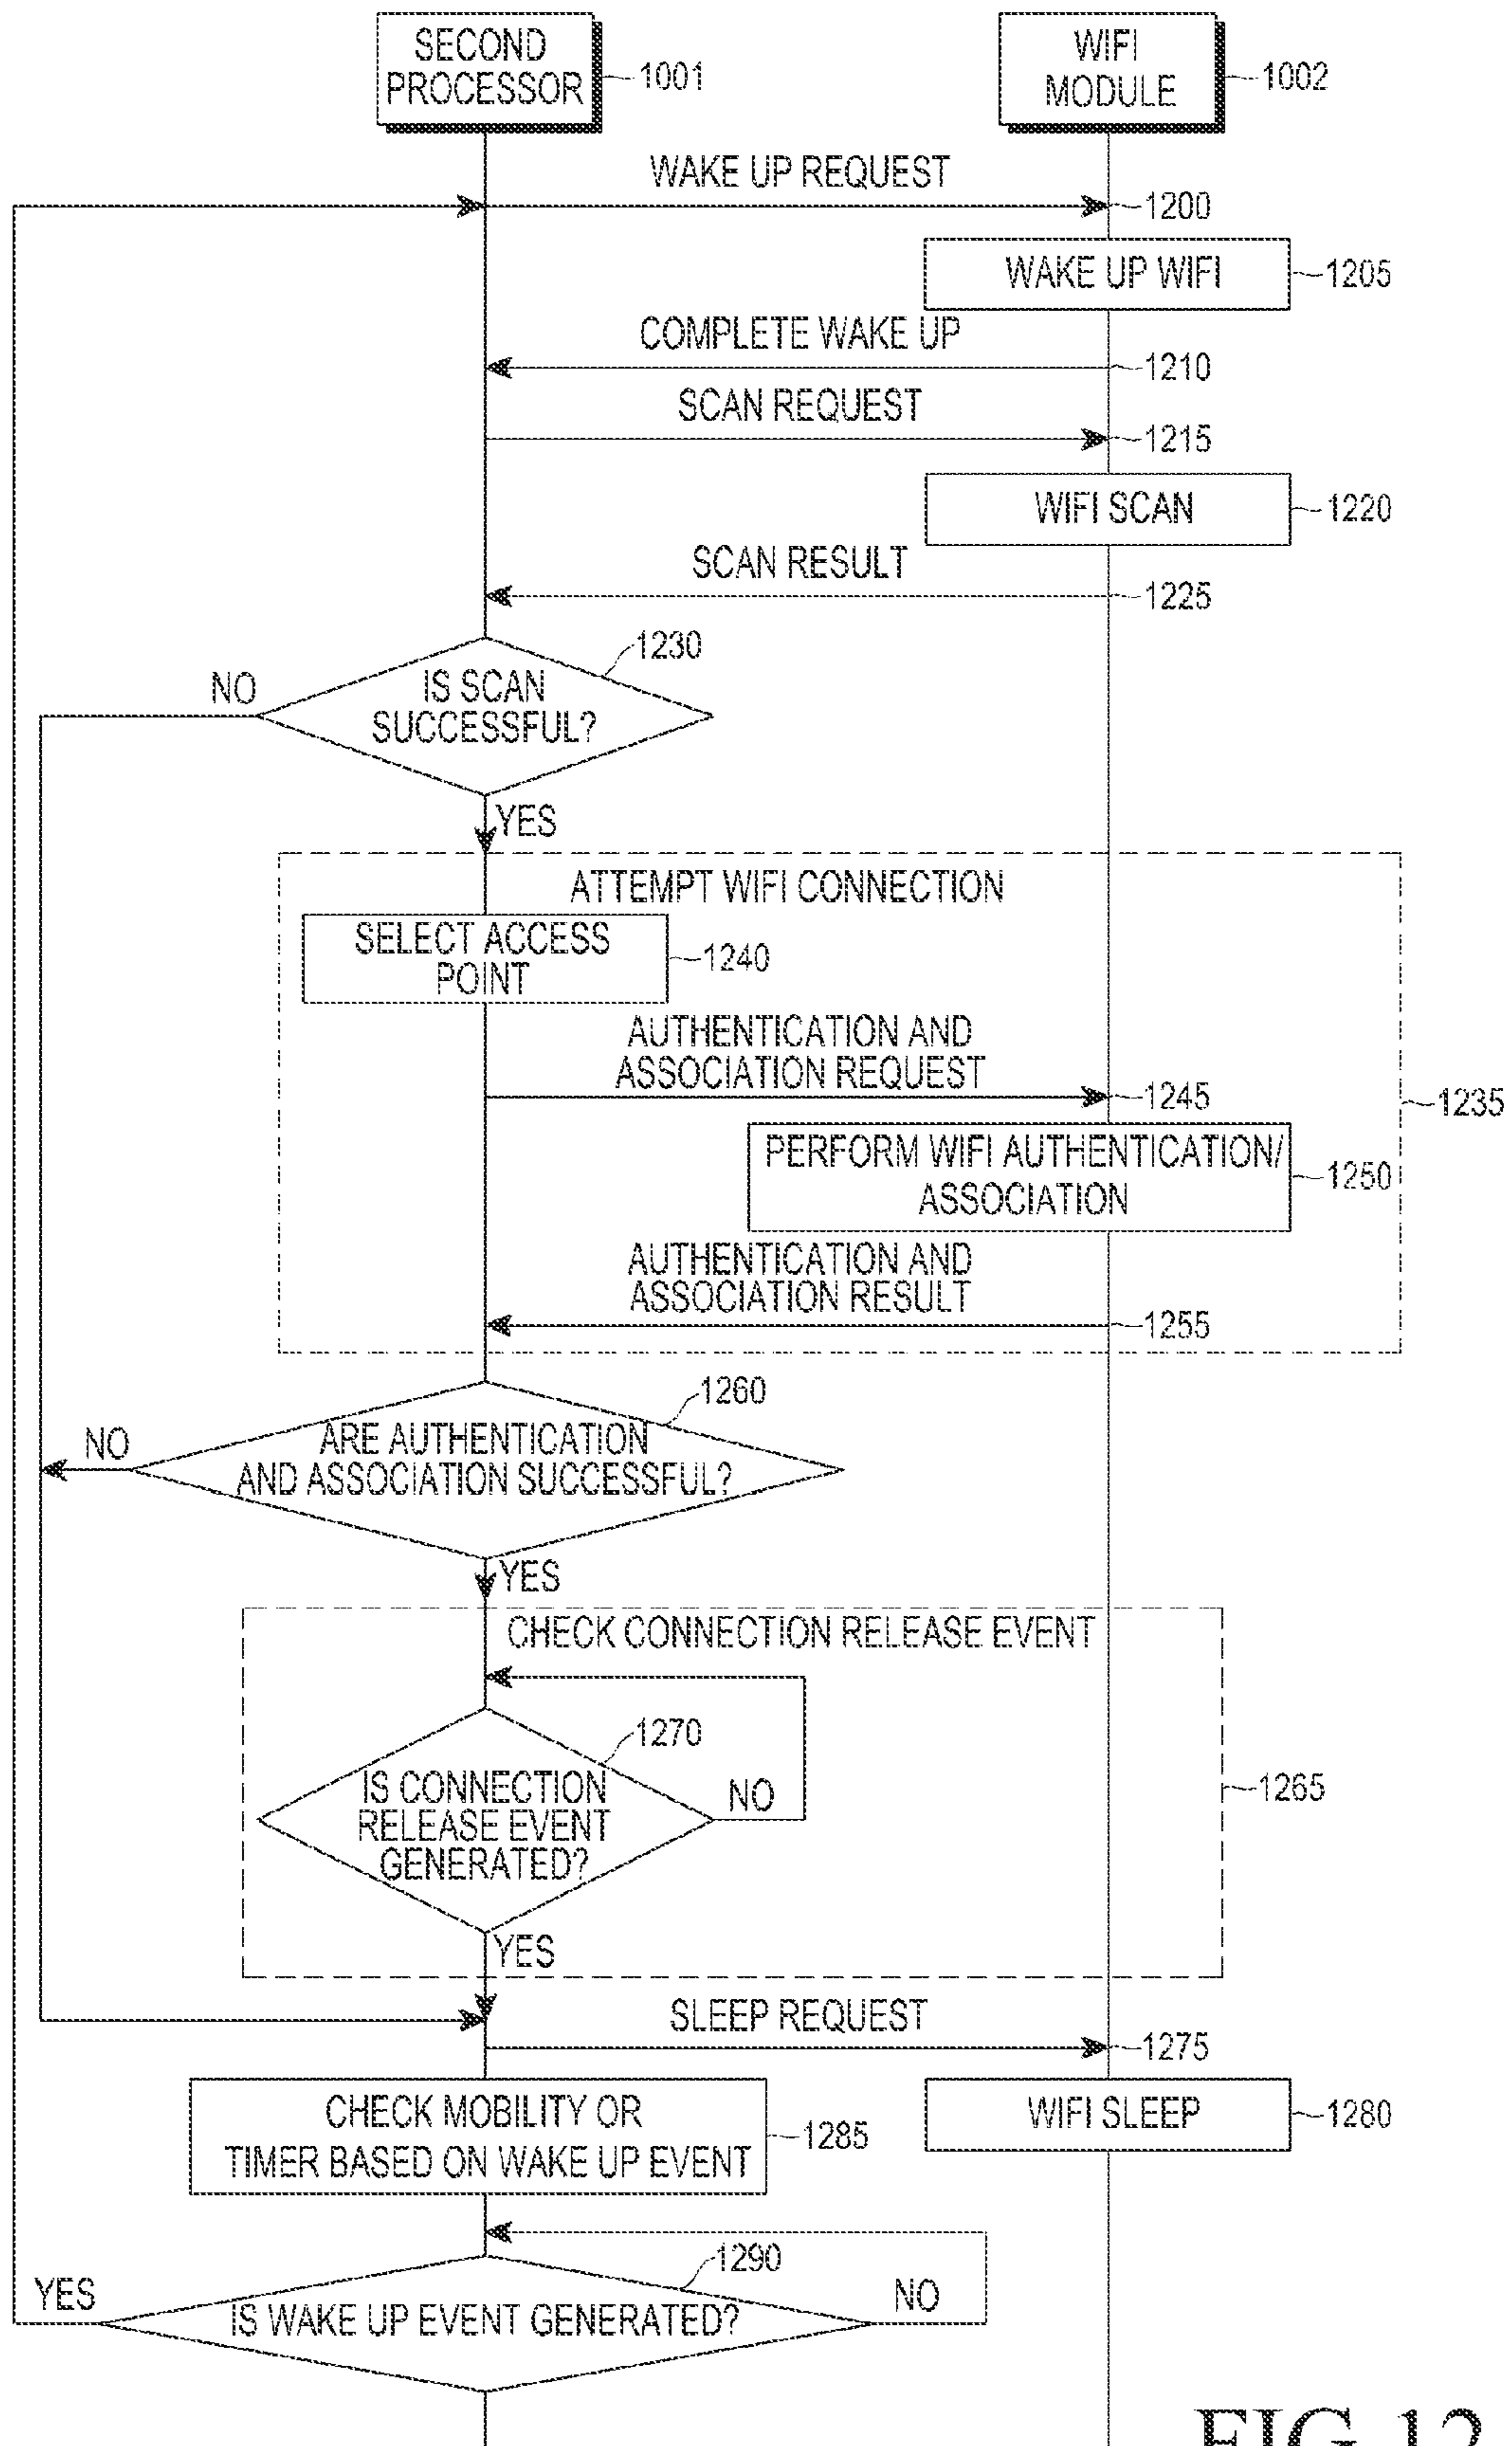 SECOND
PROCESSOR
1001
WIFI
MODULE
1002
WAKE UP REQUEST
1200
WAKE UP WIFI
1205
COMPLETE WAKE UP
1210
SCAN REQUEST
1215
WIFI SCAN
1220
SCAN RESULT
1225
1230
NO
IS SCAN
SUCCESSFUL?
YES
ATTEMPT WIFI CONNECTION
SELECT ACCESS
POINT
1240
AUTHENTICATION AND
ASSOCIATION REQUEST
1245
1235
PERFORM WIFI AUTHENTICATION/
ASSOCIATION
1250
AUTHENTICATION AND
ASSOCIATION RESULT
1255
1260
NO
ARE AUTHENTICATION
AND ASSOCIATION SUCCESSFUL?
YES
CHECK CONNECTION RELEASE EVENT
1270
IS CONNECTION
RELEASE EVENT
GENERATED?
NO
1265
YES
SLEEP REQUEST
1275
CHECK MOBILITY OR
TIMER BASED ON WAKE UP EVENT
1285
WIFI SLEEP
1280
1290
YES
IS WAKE UP EVENT GENERATED?
NO
FIG.12